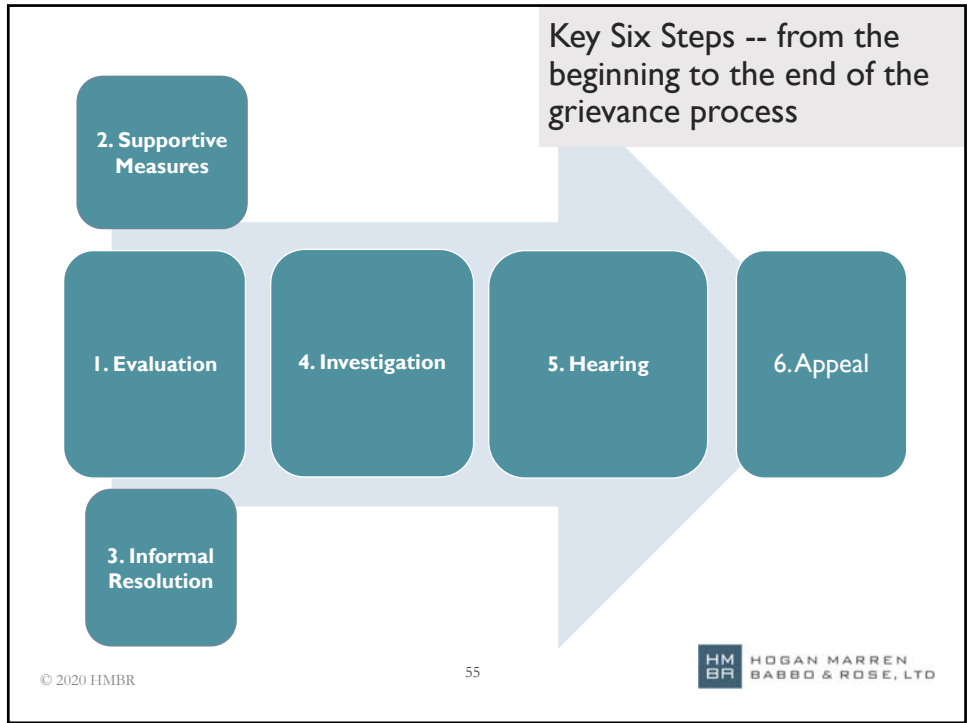 Key Six Steps -- from the
beginning to the end of the
grievance process
2. Supportive
Measures
1. Evaluation
4. Investigation
5. Hearing
6. Appeal
3. Informal
Resolution
© 2020 HMBR
55
HM
BR
HOGAN MARREN
BABBO & ROSE, LTD